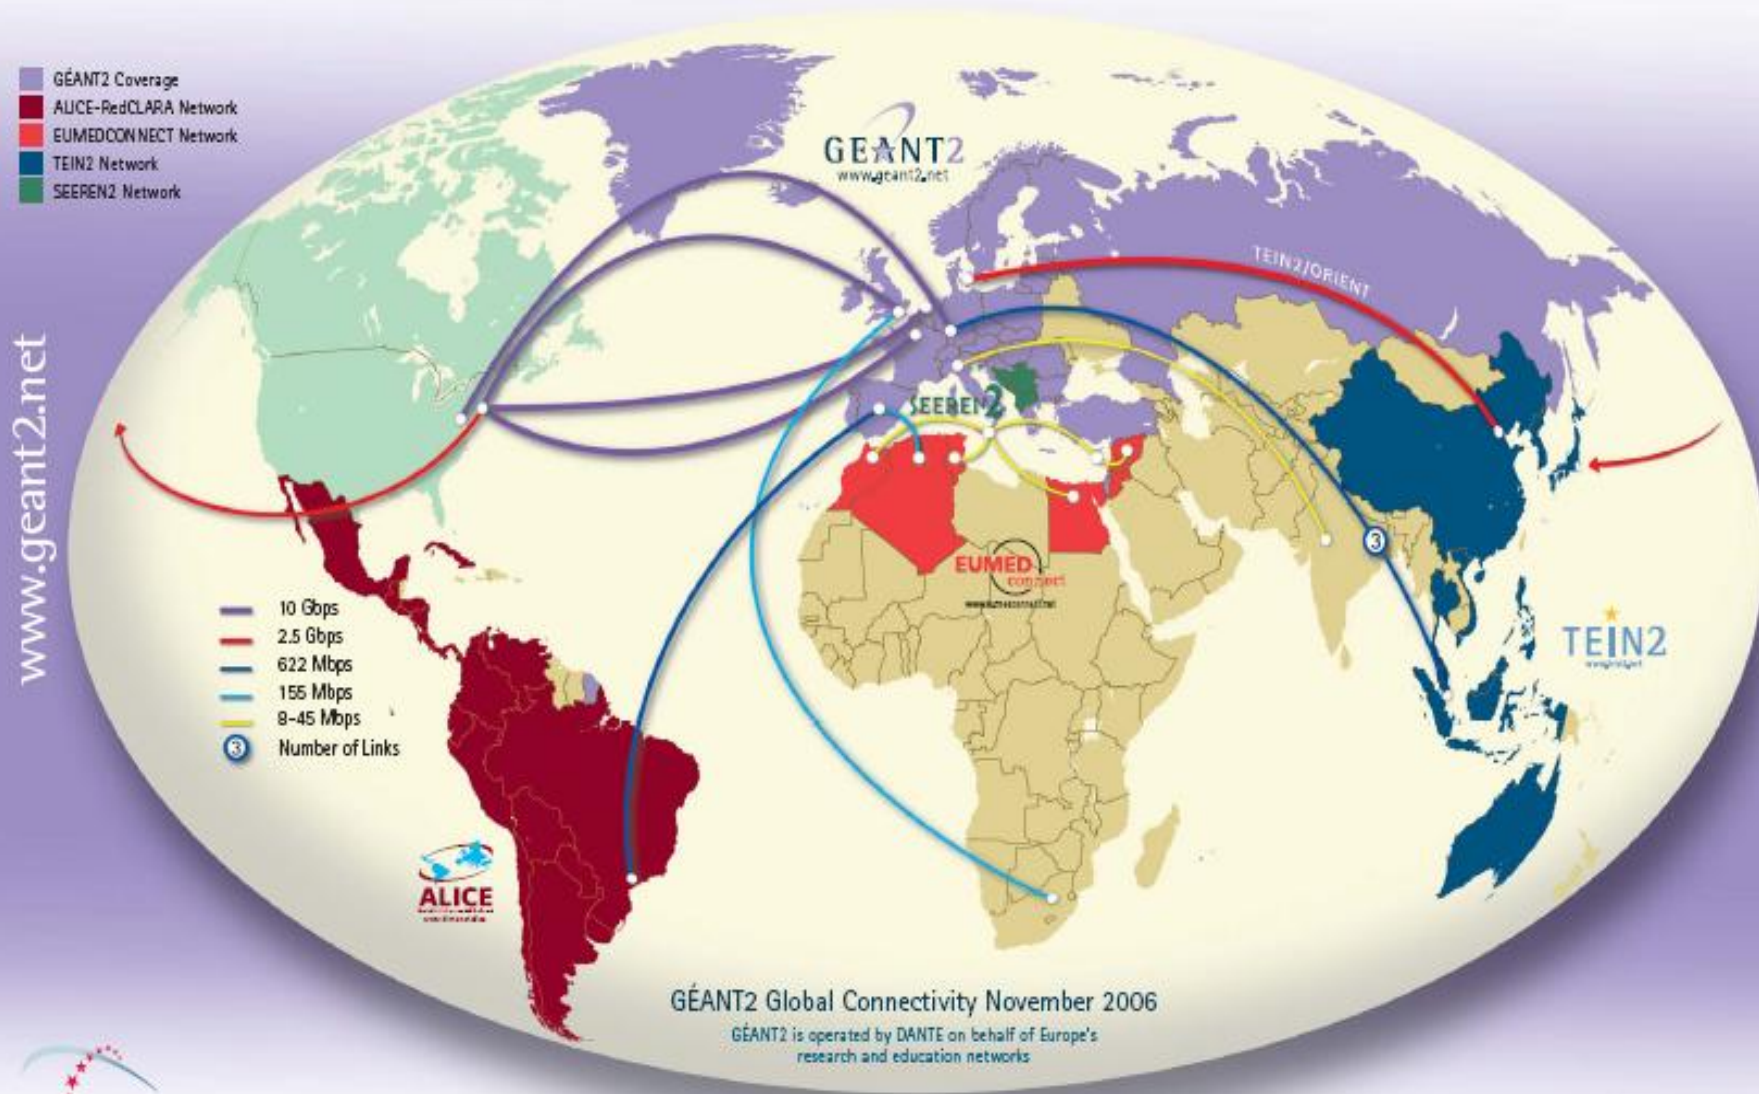 www.geant2.net
GÉANT2 Coverage
ALICE-RedCLARA Network
EUMEDCONNECT Network
TEIN2 Network
SEEREN2 Network
GEANT2
www.geant2.net
TEIN2/ORIENT
SEEREN2
EUMED
connect
3
TEIN2
10 Gbps
2.5 Gbps
622 Mbps
155 Mbps
8-45 Mbps
3 Number of Links
ALICE
GÉANT2 Global Connectivity November 2006
GÉANT2 is operated by DANTE on behalf of Europe's
research and education networks